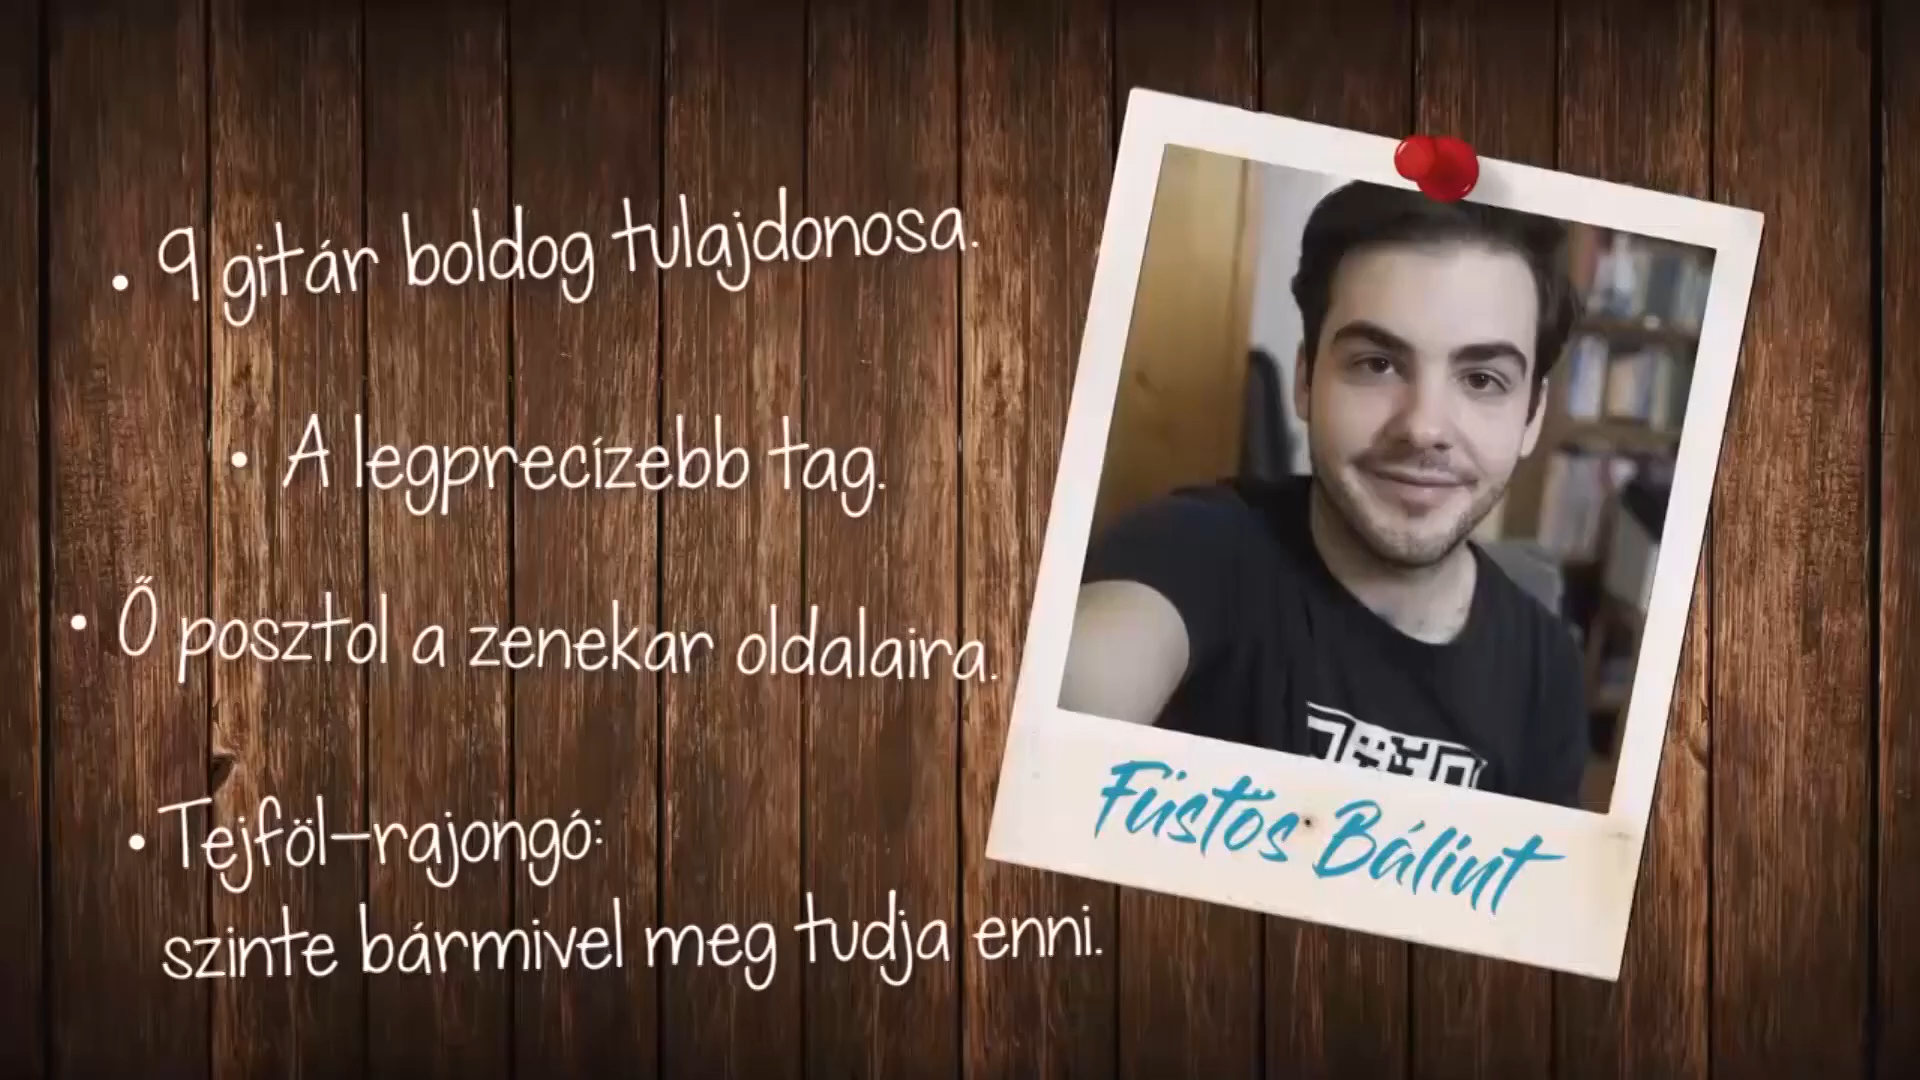 • 9 gitár boldog tulajdonosa.
• A legprecízebb tag.
• Ő posztol a zenekar oldalaira.
• Tejföl-rajongó:
szinte bármivel meg tudja enni.
Füstös Bálint